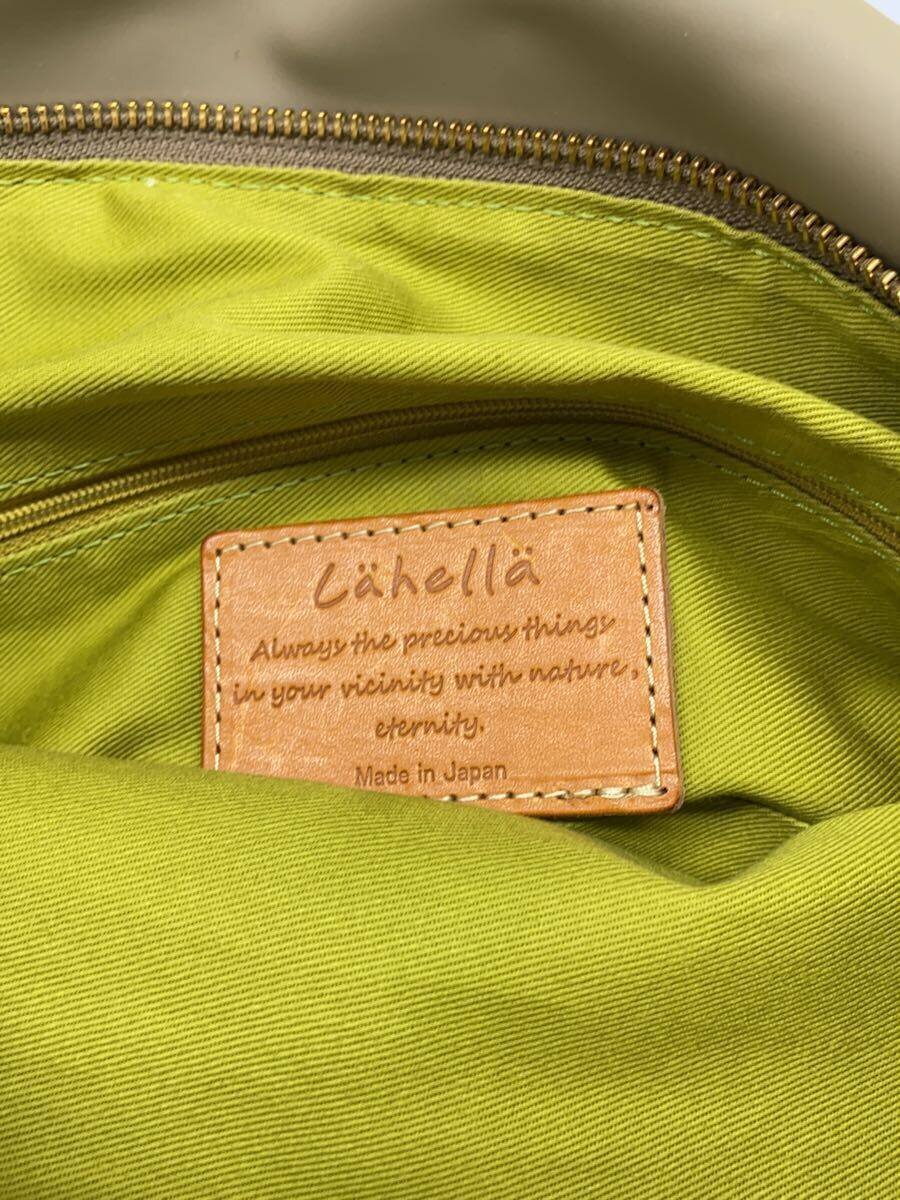 Lähellä
Always the precious things
in your vicinity with nature,
eternity.
Made in Japan